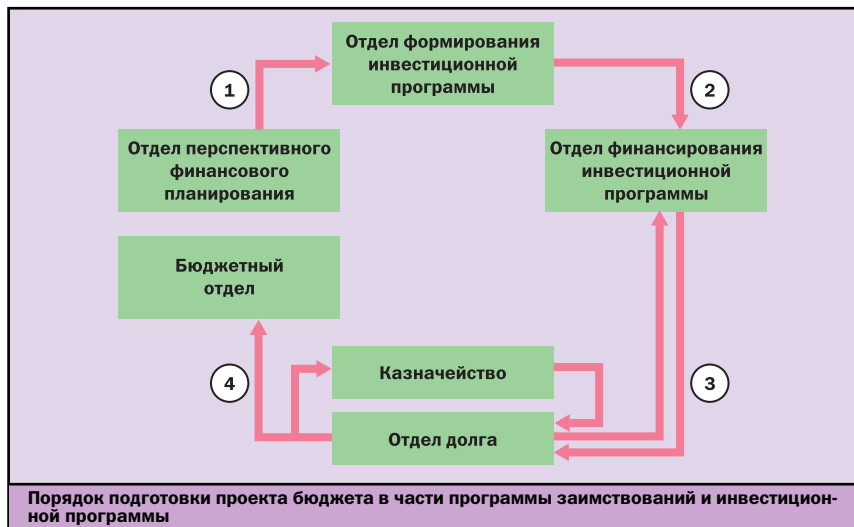 Отдел формирования
инвестиционной
программы
1
2
Отдел перспективного
финансового
планирования
Отдел финансирования
инвестиционной
программы
Бюджетный
отдел
Казначейство
4
3
Отдел долга
Порядок подготовки проекта бюджета в части программы заимствований и инвестицион-
ной программы